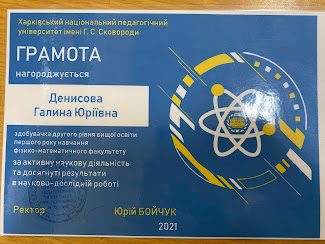 Харківський національний педагогічний
університет імені Г. С. Сковороди
ГРАМОТА
нагороджується
Денисова
Галина Юріївна
здобувачка другого рівня вищої освіти
першого року навчання
фізико-математичного факультету
за активну наукову діяльність
та досягнуті результати
в науково-дослідній роботі
Ректор
Юрій БОЙЧУК
2021